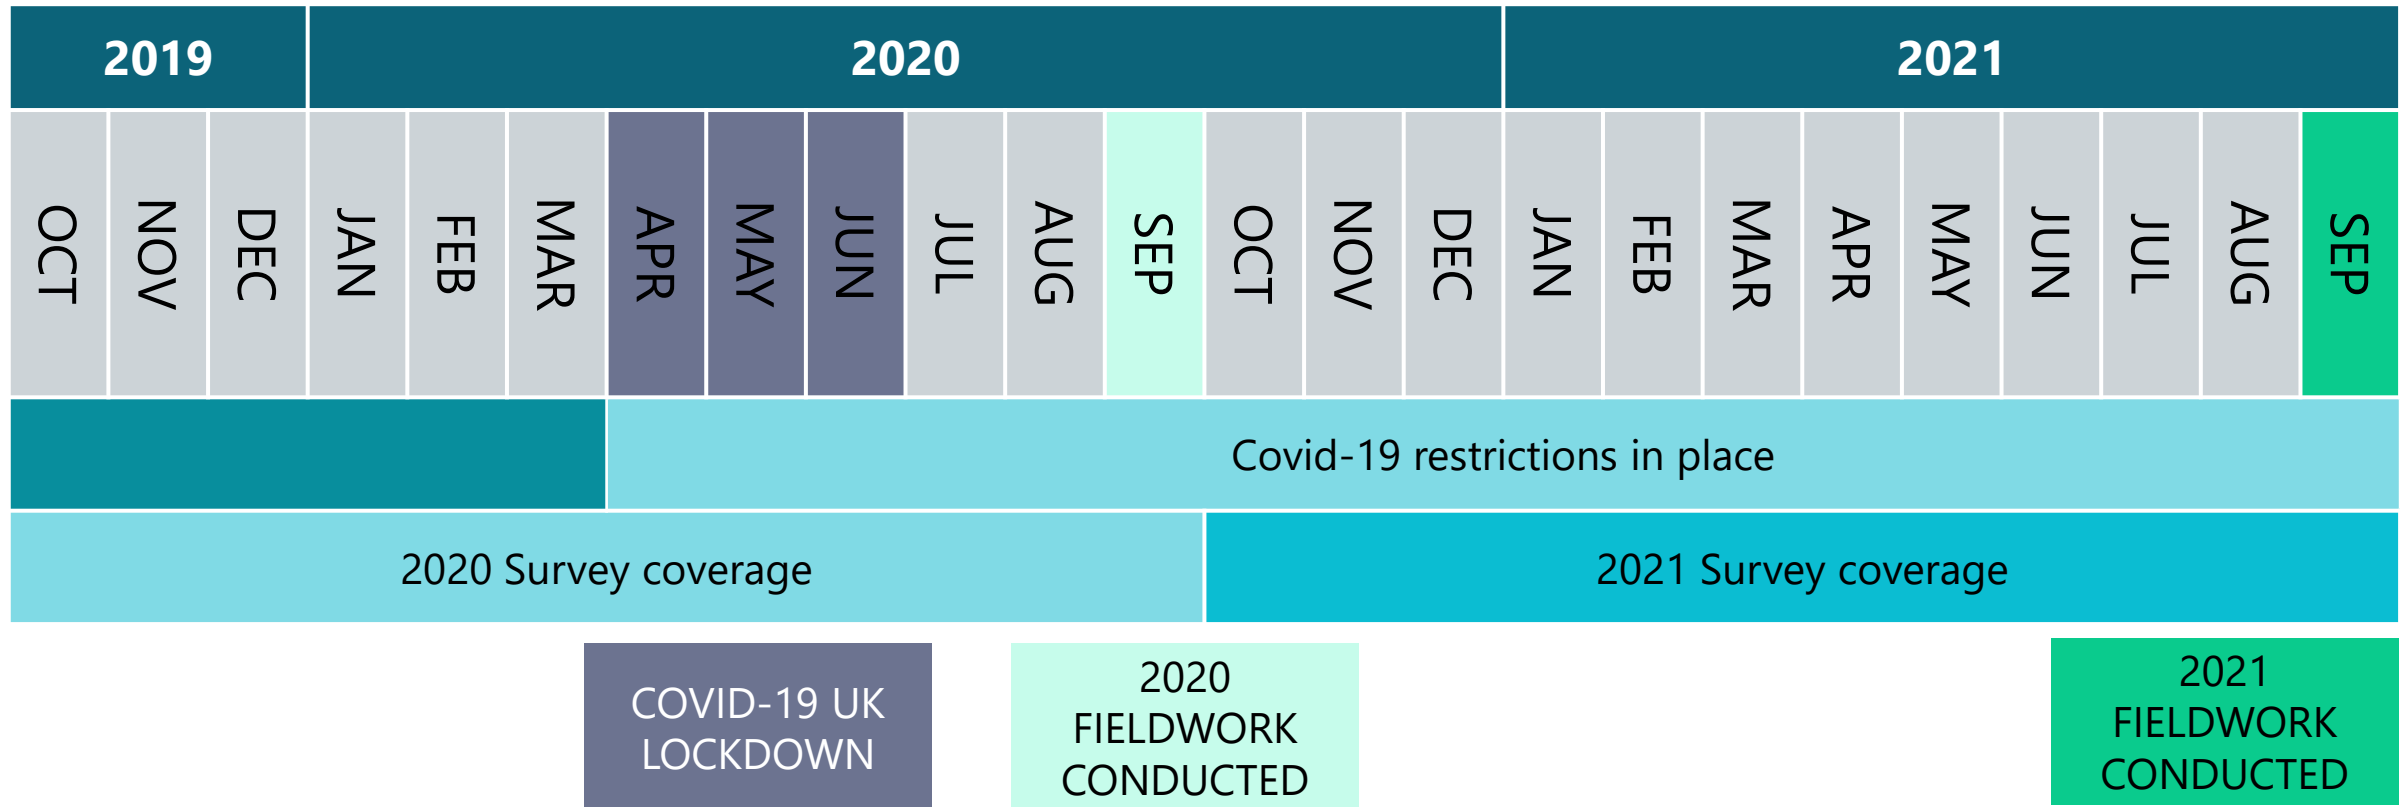 2019 2020 2021
OCT NOV DEC JAN FEB MAR APR MAY JUN JUL AUG SEP OCT NOV DEC JAN FEB MAR APR MAY JUN JUL AUG SEP
Covid-19 restrictions in place
2020 Survey coverage 2021 Survey coverage
COVID-19 UK
LOCKDOWN
2020
FIELDWORK
CONDUCTED
2021
FIELDWORK
CONDUCTED